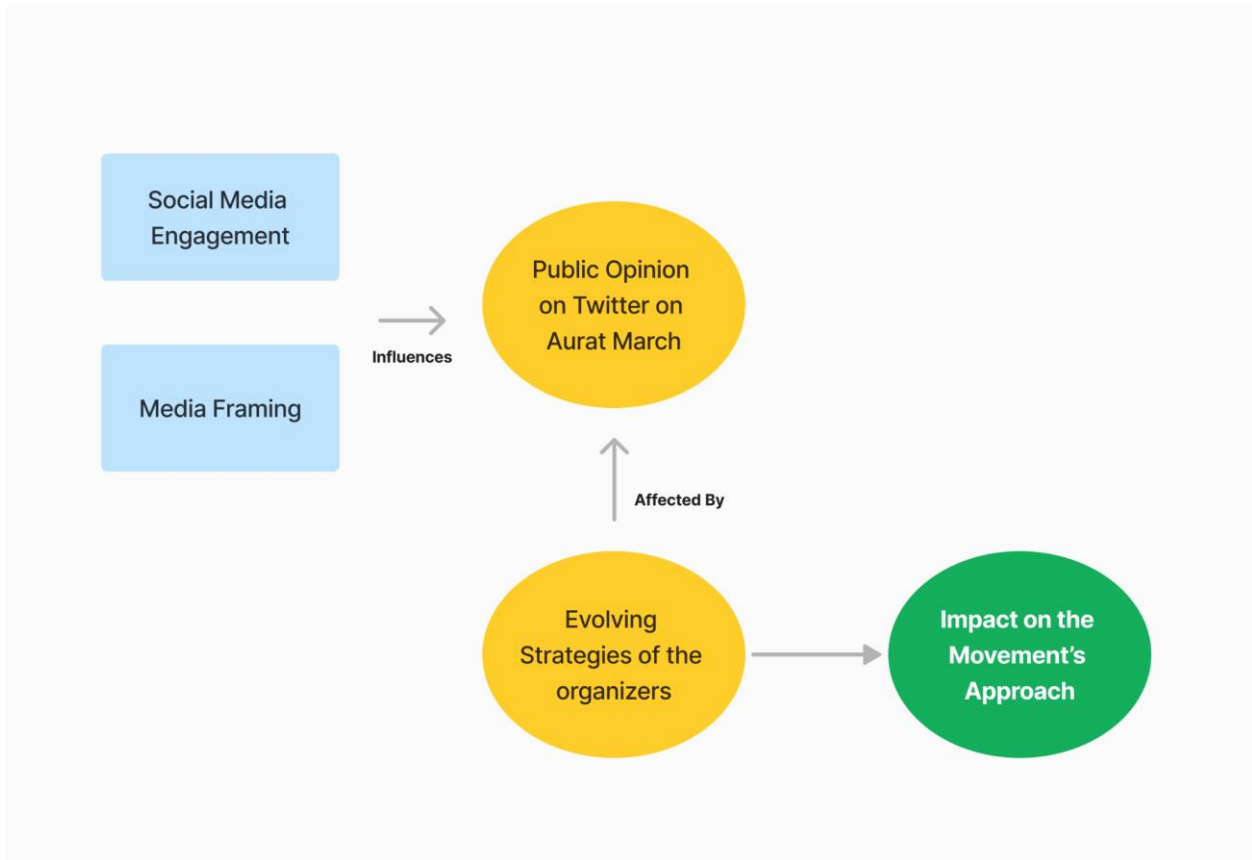 Social Media
Engagement
Media Framing
Influences
Public Opinion
on Twitter on
Aurat March
Affected By
Evolving
Strategies of the
organizers
Impact on the
Movement’s
Approach